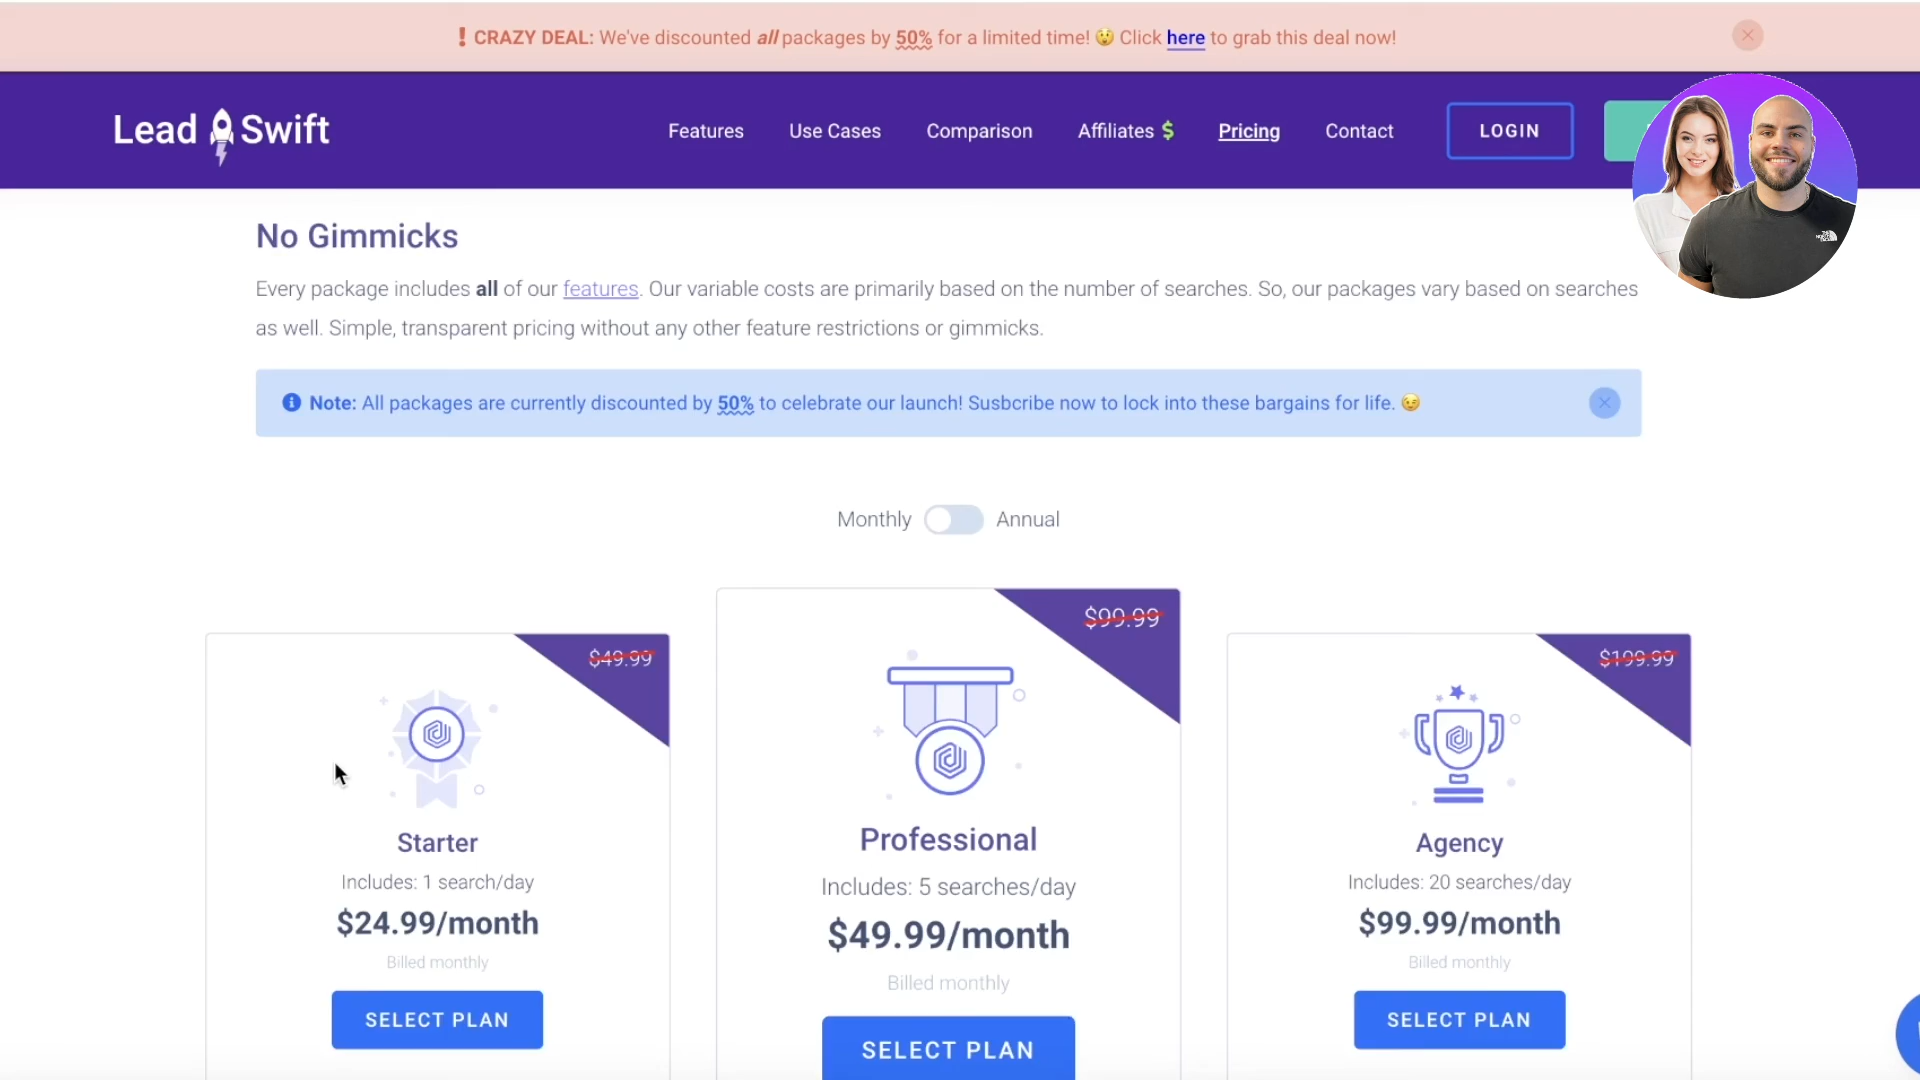 CRAZY DEAL: We've discounted all packages by 50% for a limited time! 😲 Click here to grab this deal now!
Lead Swift
Features
Use Cases
Comparison
Affiliates $
Pricing
Contact
LOGIN
No Gimmicks
Every package includes all of our features. Our variable costs are primarily based on the number of searches. So, our packages vary based on searches
as well. Simple, transparent pricing without any other feature restrictions or gimmicks.
Note: All packages are currently discounted by 50% to celebrate our launch! Susbcribe now to lock into these bargains for life. 😉
Monthly
Annual
$49.99
Starter
Includes: 1 search/day
$24.99/month
Billed monthly
SELECT PLAN
$99.99
Professional
Includes: 5 searches/day
$49.99/month
Billed monthly
SELECT PLAN
$199.99
Agency
Includes: 20 searches/day
$99.99/month
Billed monthly
SELECT PLAN